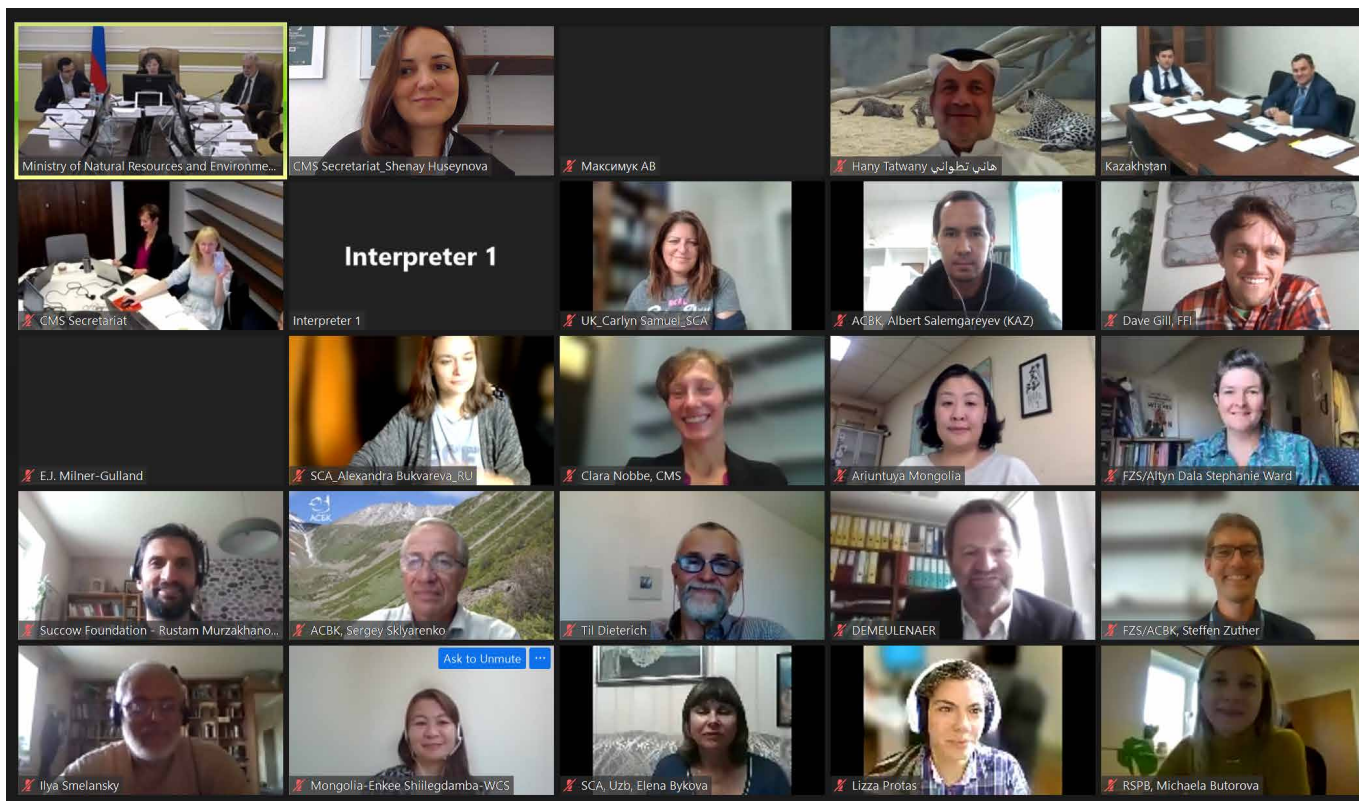 Ministry of Natural Resources and Environme...
CMS Secretariat_Shenay Huseynova
Максимук АВ
Hany Tatwany هاني تطواني
Kazakhstan
CMS Secretariat
Interpreter 1
Interpreter 1
UK_Carlyn Samuel_SCA
ACBK, Albert Salemgareyev (KAZ)
Dave Gill, FFI
E.J. Milner-Gulland
SCA_Alexandra Bukvareva_RU
Clara Nobbe, CMS
Ariuntuya Mongolia
FZS/Altyn Dala Stephanie Ward
ACBK
Succow Foundation - Rustam Murzakhano...
ACBK, Sergey Sklyarenko
Til Dieterich
DEMEULENAER
FZS/ACBK, Steffen Zuther
Ask to Unmute ...
Ilya Smelansky
Mongolia-Enkee Shiilegdamba-WCS
SCA, Uzb, Elena Bykova
Lizza Protas
RSPB, Michaela Butorova